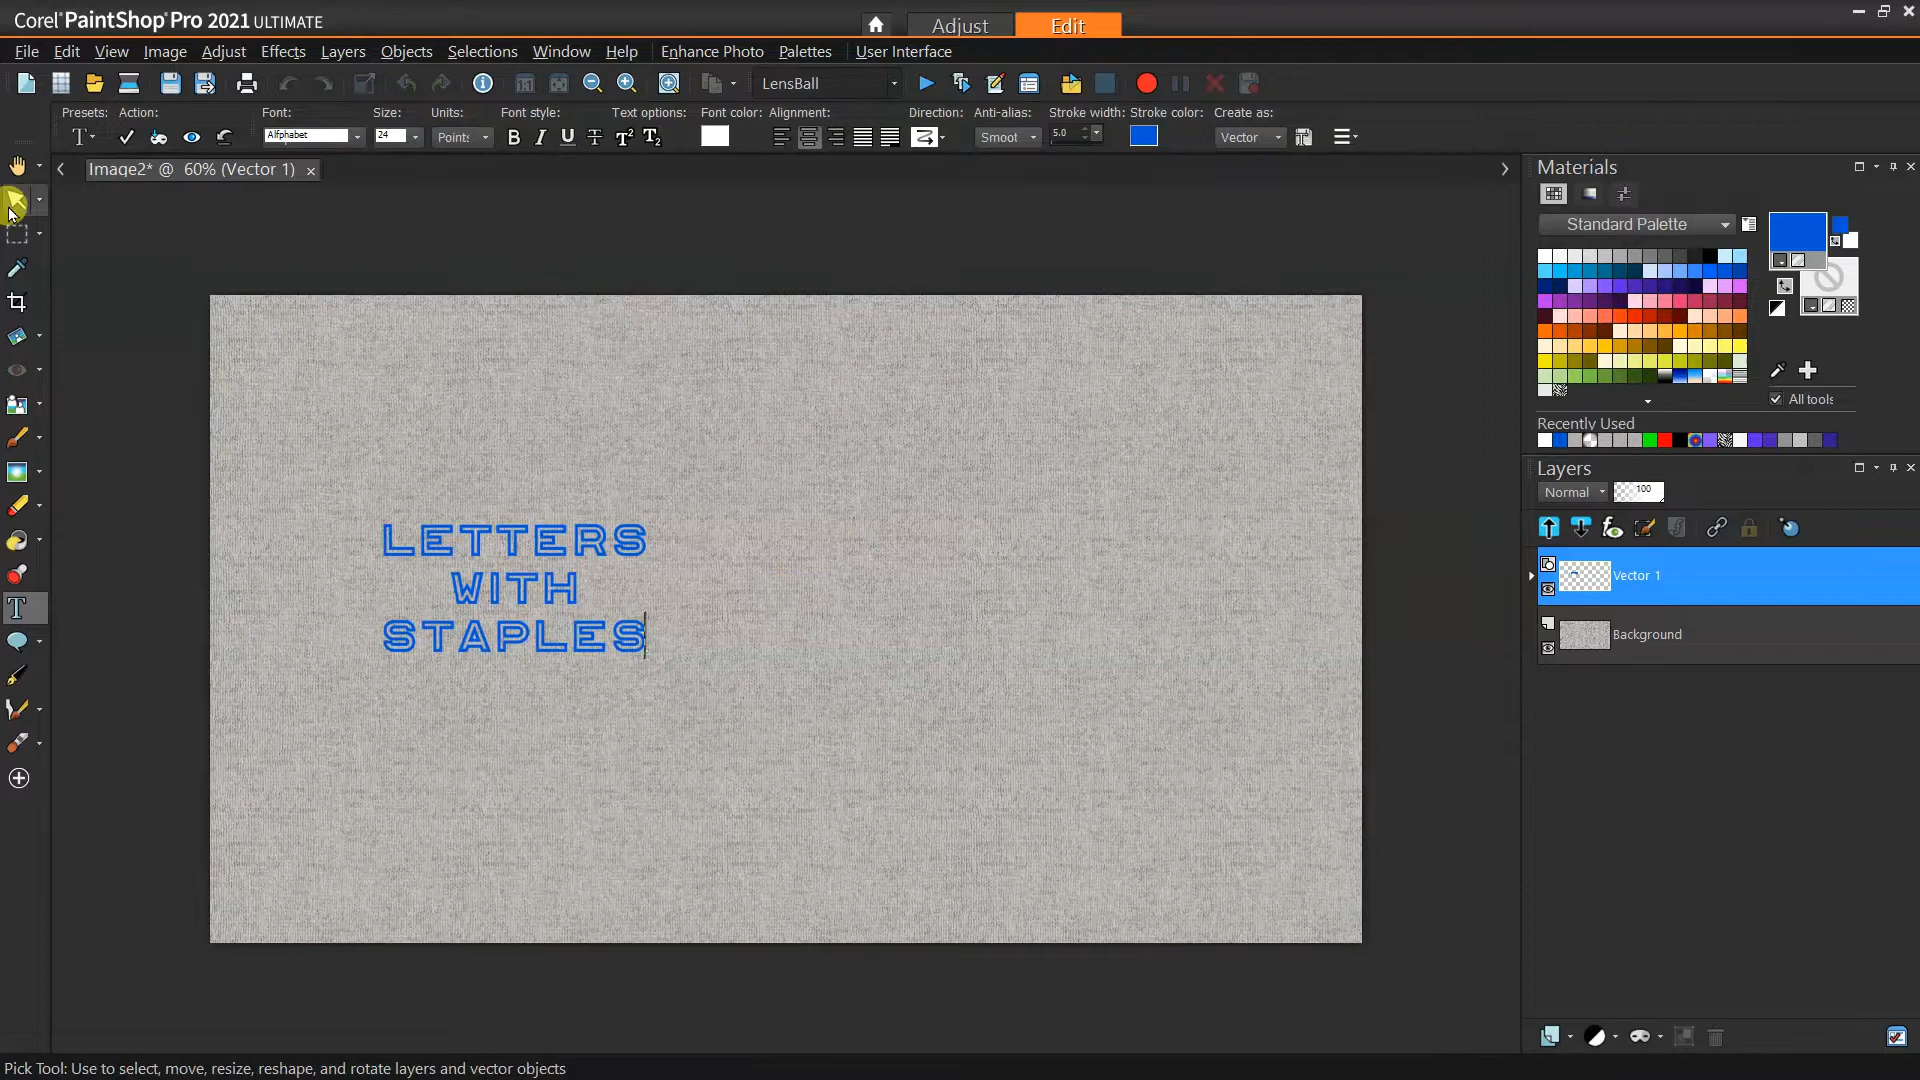 Corel PaintShop Pro 2021 ULTIMATE
Adjust
Edit
File Edit View Image Adjust Effects Layers Objects Selections Window Help Enhance Photo Palettes User Interface
LensBall
Presets: Action: Font: Size: Units: Font style: Text options: Font color: Alignment: Direction: Anti-alias: Stroke width: Stroke color: Create as:
Alfphabet 24 Points Smoot 5.0 Vector
Image2* @ 60% (Vector 1)
LETTERS
WITH
STAPLES
Materials
Standard Palette
All tools
Recently Used
Layers
Normal 100
Vector 1
Background
Pick Tool: Use to select, move, resize, reshape, and rotate layers and vector objects